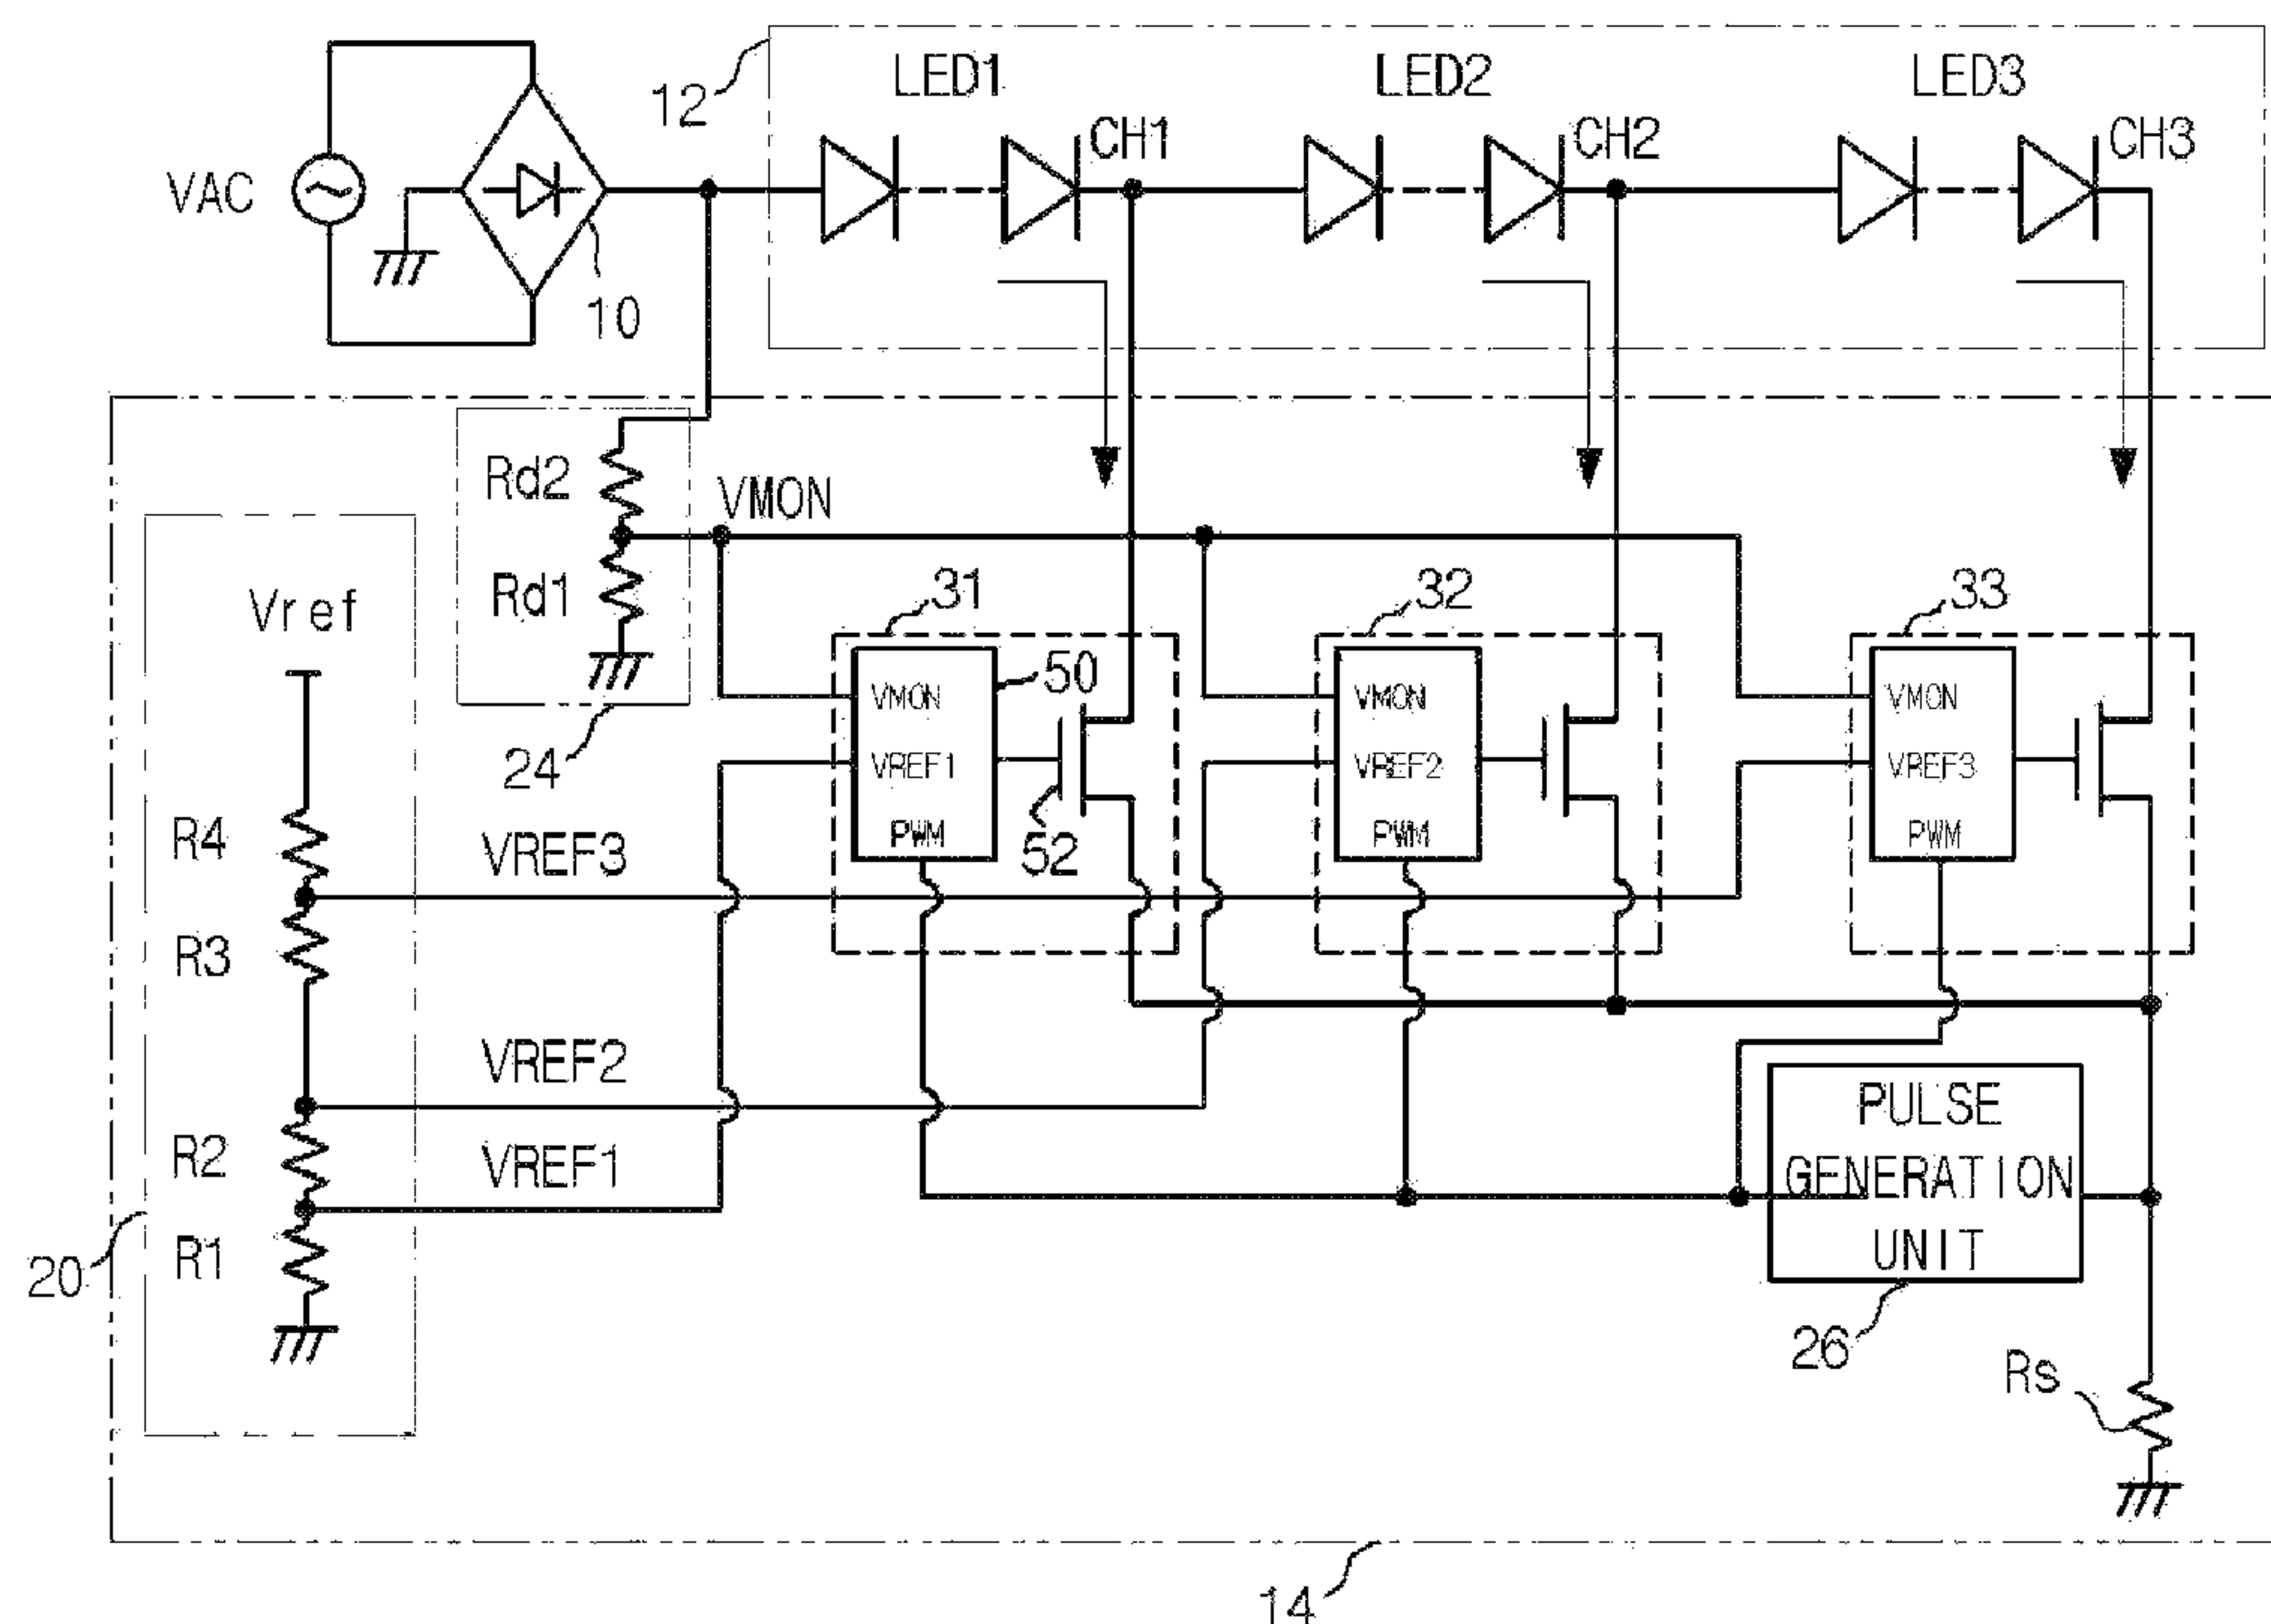 LED1 LED2 LED3
12
CH1 CH2 CH3
VAC
10
Rd2
VMON
Rd1
31 32 33
Vref
50
VMON VMON VMON
24
VREF1 VREF2 VREF3
R4
VREF3
PWM PWM PWM
52
R3
VREF2
PULSE
GENERATION
UNIT
R2
VREF1
R1
20
26
Rs
14